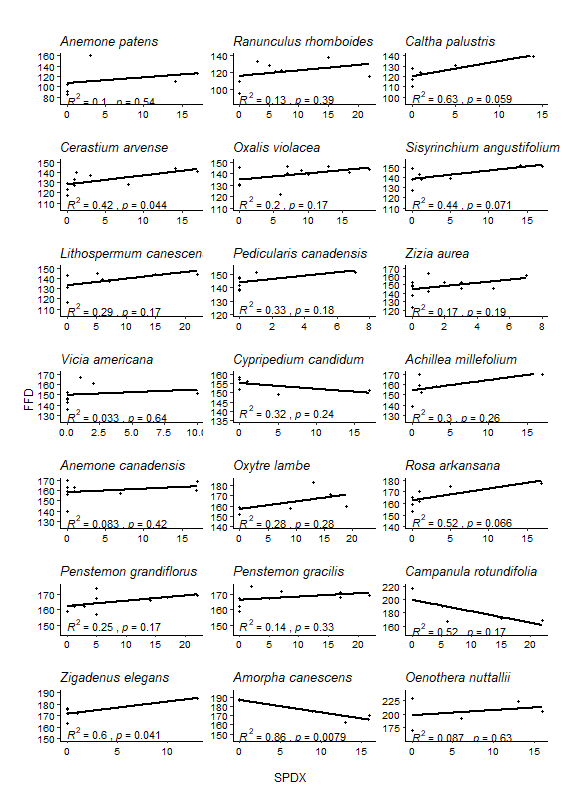 Anemone patens Ranunculus rhomboides Caltha palustris
160 140 140
140 130
120 120 120
100 100 110
80 100
R² = 0.1 , p = 0.54 R² = 0.13 , p = 0.39 R² = 0.63 , p = 0.059
0 5 10 0 5 10 15 0 5 10 15
Cerastium arvense Oxalis violacea Sisyrinchium angustifolium
150 150 150
140 140 140
130 130 130
120 120 120
110 110 110
R² = 0.42 , p = 0.044 R² = 0.2 , p = 0.17 R² = 0.44 , p = 0.071
0 5 10 15 0 5 10 15 0 5 10 15
Lithospermum canescen Pedicularis canadensis Zizia aurea
150 150 170
140 140 160
130 130 150
120 120 140
110 130
120
R² = 0.29 , p = 0.17 R² = 0.33 , p = 0.18 R² = 0.17 , p = 0.19
0 5 10 15 20 0 2 4 6 8 0 2 4 6 8
Vicia americana Cypripedium candidum Achillea millefolium
170 160 170
160 155 160
150 150 150
140 145 140
130 140 130
135
R² = 0.033 , p = 0.64 R² = 0.32 , p = 0.24 R² = 0.3 , p = 0.26
0.0 2.5 5.0 7.5 10.0 0 5 10 15 0 5 10 15
FFD
Anemone canadensis Oxytre lambe Rosa arkansana
170 180 180
160 170 170
150 160 160
140 150 150
130 140 140
R² = 0.083 , p = 0.42 R² = 0.28 , p = 0.28 R² = 0.52 , p = 0.066
0 5 10 15 0 5 10 15 20 0 5 10 15
Penstemon grandiflorus Penstemon gracilis Campanula rotundifolia
170 170 220
160 160 200
150 150 180
160
R² = 0.25 , p = 0.17 R² = 0.14 , p = 0.33 R² = 0.52 , p = 0.17
0 5 10 15 20 0 5 10 15 20 0 5 10 15 20
Zigadenus elegans Amorpha canescens Oenothera nuttallii
190 190 225
180 180 200
170 170 175
160 160
150 150
R² = 0.6 , p = 0.041 R² = 0.86 , p = 0.0079 R² = 0.087 , p = 0.63
0 5 10 0 5 10 15 0 5 10 15
SPDX